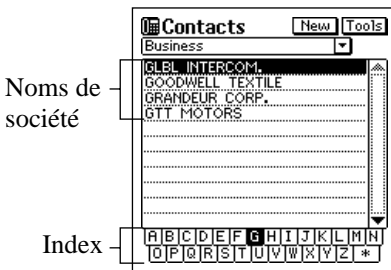 Contacts New Tools
Business
GLBL INTERCOM.
GOODWELL TEXTILE
GRANDEUR CORP.
GTT MOTORS
Noms de
société
Index
A B C D E F G H I J K L M N
O P Q R S T U V W X Y Z *